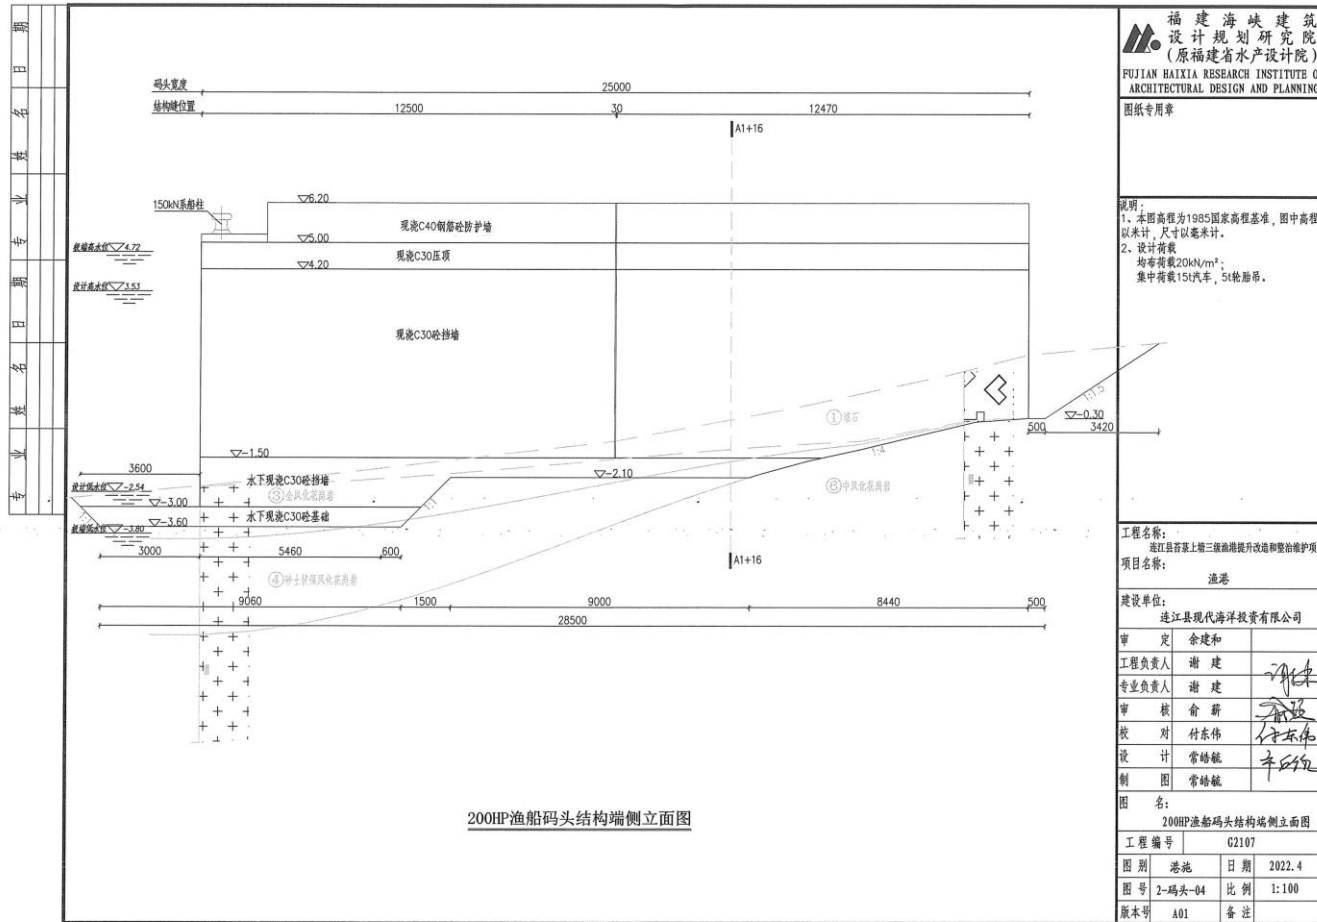 期
日
名
姓
业
专
期
日
名
姓
业
专
码头宽度
25000
结构缝位置
12500
30
12470
A1+16
150kN系船柱
6.20
现浇C40钢筋砼防护墙
5.00
现浇C30压顶
4.20
极端高水位 4.72
设计高水位 3.53
现浇C30砼挡墙
①填石
1:1.5
-0.30
500
3420
-1.50
1:4
3600
水下现浇C30砼挡墙
-2.10
设计低水位 -2.54
③全风化花岗岩
⑥中风化花岗岩
-3.00
1:1
-3.60
水下现浇C30砼基础
极端低水位 -3.80
3000
5460
600
A1+16
④砂土状强风化花岗岩
9060
1500
9000
8440
500
28500
200HP渔船码头结构端侧立面图
福建海峡建筑
设计规划研究院
(原福建省水产设计院)
FUJIAN HAIXIA RESEARCH INSTITUTE O
ARCHITECTURAL DESIGN AND PLANNING
图纸专用章
说明:
1、本图高程为1985国家高程基准,图中高程
以米计,尺寸以毫米计。
2、设计荷载
均布荷载20kN/m²;
集中荷载15t汽车,5t轮胎吊。
工程名称:
连江县苔菉上塘三级渔港提升改造和整治维护项
项目名称:
渔港
建设单位:
连江县现代海洋投资有限公司
审定 余建和
工程负责人 谢建
专业负责人 谢建
审核 俞薪
校对 付东伟
付东伟
设计 常皓毓
制图 常皓毓
图名:
200HP渔船码头结构端侧立面图
工程编号 G2107
图别 港施 日期 2022.4
图号 2-码头-04 比例 1:100
版本号 A01 备注